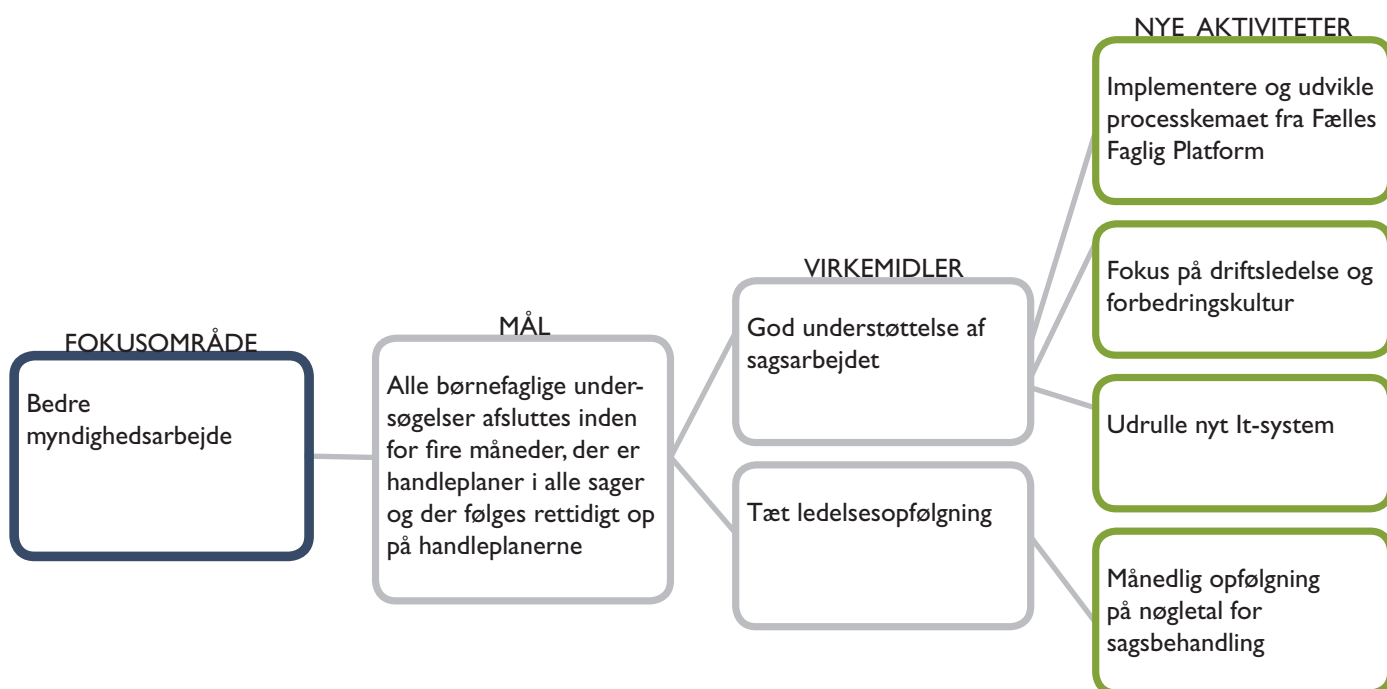 FOKUSOMRÅDE
Bedre
myndighedsarbejde
MÅL
Alle børnefaglige under-
søgelser afsluttes inden
for fire måneder, der er
handleplaner i alle sager
og der følges rettidigt op
på handleplanerne
VIRKEMIDLER
God understøttelse af
sagsarbejdet
Tæt ledelsesopfølgning
NYE AKTIVITETER
Implementere og udvikle
processkemaet fra Fælles
Faglig Platform
Fokus på driftsledelse og
forbedringskultur
Udrulle nyt It-system
Månedlig opfølgning
på nøgletal for
sagsbehandling